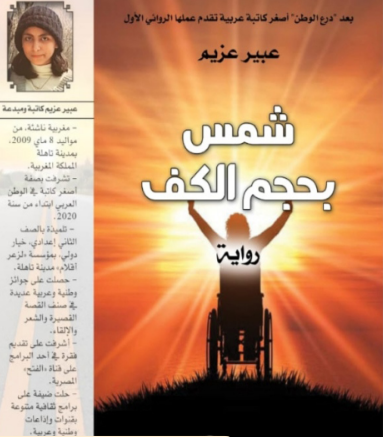 بعد "درع الوطن" أصغر كاتبة عربية تقدم عملها الروائي الأول
عبير عزيم
شمس
بحجم الكف
رواية
عبير عزيم كاتبة ومبدعة
- مغربية ناشئة، من
مواليد 8 ماي 2009.
بمدينة تاهلة
المملكة المغربية.
- تشرفت بصفة
أصغر كاتبة في الوطن
العربي ابتداء من سنة
2020.
- تلميذة بالصف
الثاني إعدادي، خيار
دولي، بمؤسسة «لزعر
أقلام» مدينة تاهلة.
- حصلت على جوائز
وطنية وعربية عديدة
في صنف القصة
القصيرة والشعر
والإلقاء.
- أشرفت على تقديم
فقرة في أحد البرامج
على قناة «الفتح»
المصرية.
- حلت ضيفة على
برامج ثقافية متنوعة
بقنوات وإذاعات
وطنية وعربية.